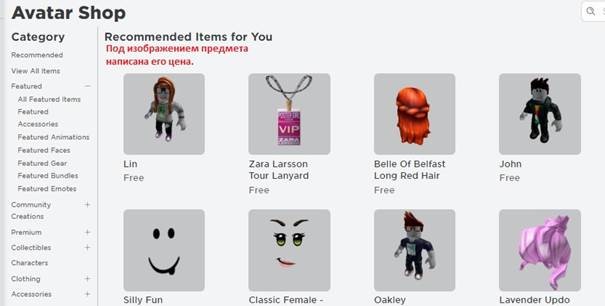 Avatar Shop
Category
Recommended
View All Items
Featured
All Featured Items
Featured
Accessories
Featured Animations
Featured Faces
Featured Gear
Featured Bundles
Featured Emotes
Community
Creations
Premium
Collectibles
Characters
Clothing
Accessories
Recommended Items for You
Под изображением предмета
написана его цена.
VIP
Lin
Free
Zara Larsson
Tour Lanyard
Free
Belle Of Belfast
Long Red Hair
Free
John
Free
Silly Fun
Classic Female -
Oakley
Lavender Updo